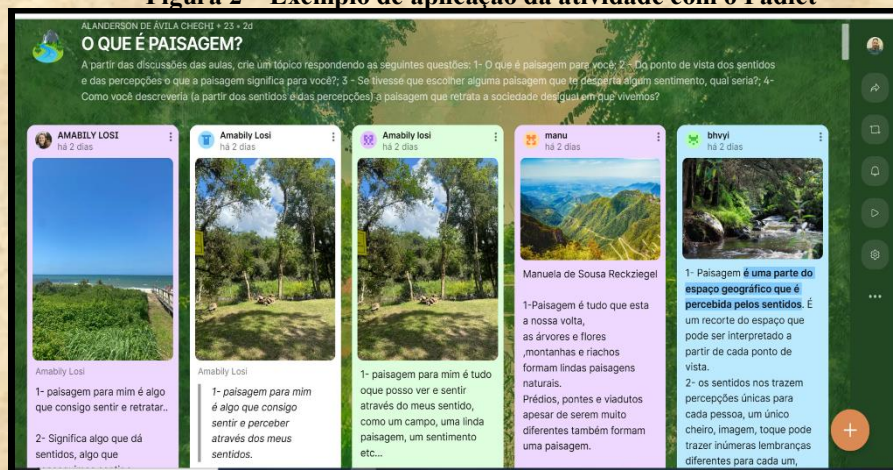 Figura 2 – Exemplo de aplicação da atividade com o Padlet
ALANDERSON DE ÁVILA CHEGHI + 23 • 2d
O QUE É PAISAGEM?
A partir das discussões das aulas, crie um tópico respondendo as seguintes questões: 1- O que é paisagem para você; 2 - Do ponto de vista dos sentidos
e das percepções o que a paisagem significa para você?; 3 - Se tivesse que escolher alguma paisagem que te desperta algum sentimento, qual seria?; 4-
Como você descreveria (a partir dos sentidos e das percepções) a paisagem que retrata a sociedade desigual em que vivemos?
AMABILY LOSI
há 2 dias
Amabily Losi
1- paisagem para mim é algo
que consigo sentir e retratar..
2- Significa algo que dá
sentidos, algo que
Amabily Losi
há 2 dias
Amabily Losi
1- paisagem para mim
é algo que consigo
sentir e perceber
através dos meus
sentidos.
Amabily losi
há 2 dias
1- paisagem para mim é tudo
oque posso ver e sentir
através do meus sentido,
como um campo, uma linda
paisagem, um sentimento
etc...
manu
há 2 dias
Manuela de Sousa Reckziegel
1-Paisagem é tudo que esta
a nossa volta,
as árvores e flores
,montanhas e riachos
formam lindas paisagens
naturais.
Prédios, pontes e viadutos
apesar de serem muito
diferentes também formam
uma paisagem.
bhvyi
há 2 dias
1- Paisagem é uma parte do
espaço geográfico que é
percebida pelos sentidos. É
um recorte do espaço que
pode ser interpretado a
partir de cada ponto de
vista.
2- os sentidos nos trazem
percepções únicas para
cada pessoa, um único
cheiro, imagem, toque pode
trazer inúmeras lembranças
diferentes para cada um,